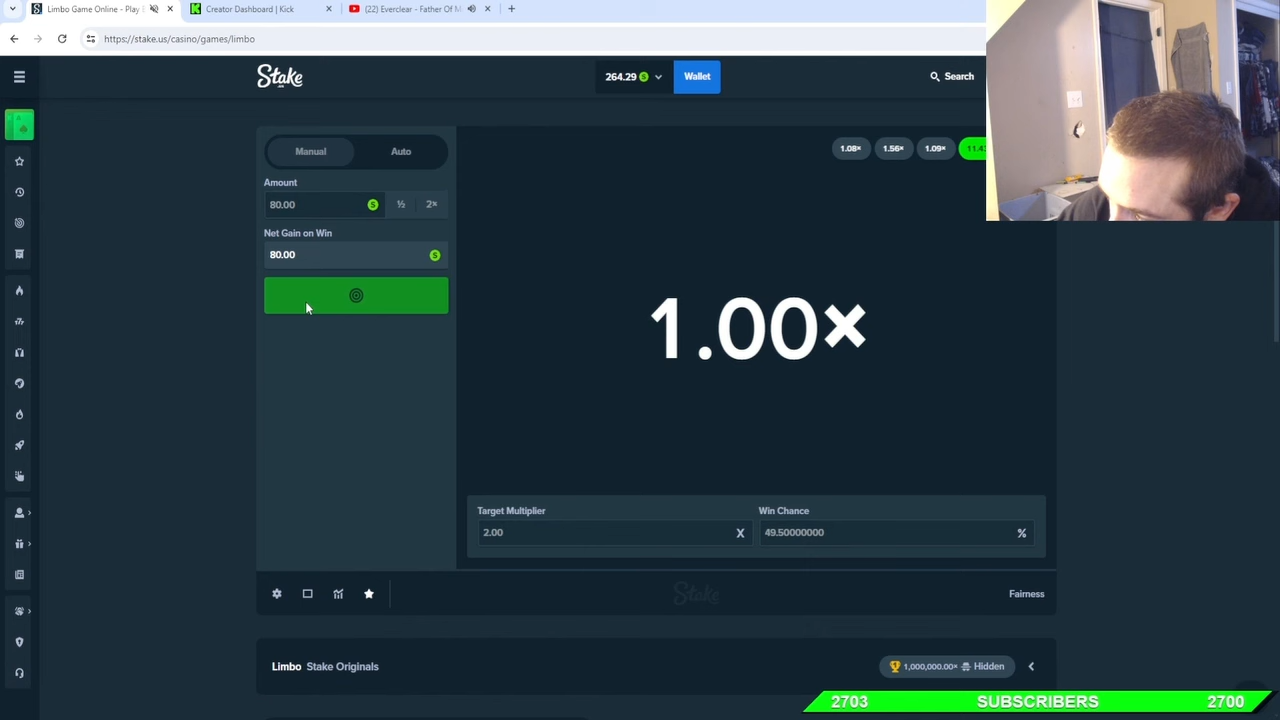 Limbo Game Online - Play
Creator Dashboard | Kick
(22) Everclear - Father Of M
https://stake.us/casino/games/limbo
Stake
264.29
Wallet
Search
Manual
Auto
1.08×
1.56×
1.09×
11.4
Amount
80.00
½
2×
Net Gain on Win
80.00
1.00×
Target Multiplier
Win Chance
2.00
X
49.50000000
%
Stake
Fairness
Limbo Stake Originals
1,000,000.00×
Hidden
2703 SUBSCRIBERS 2700